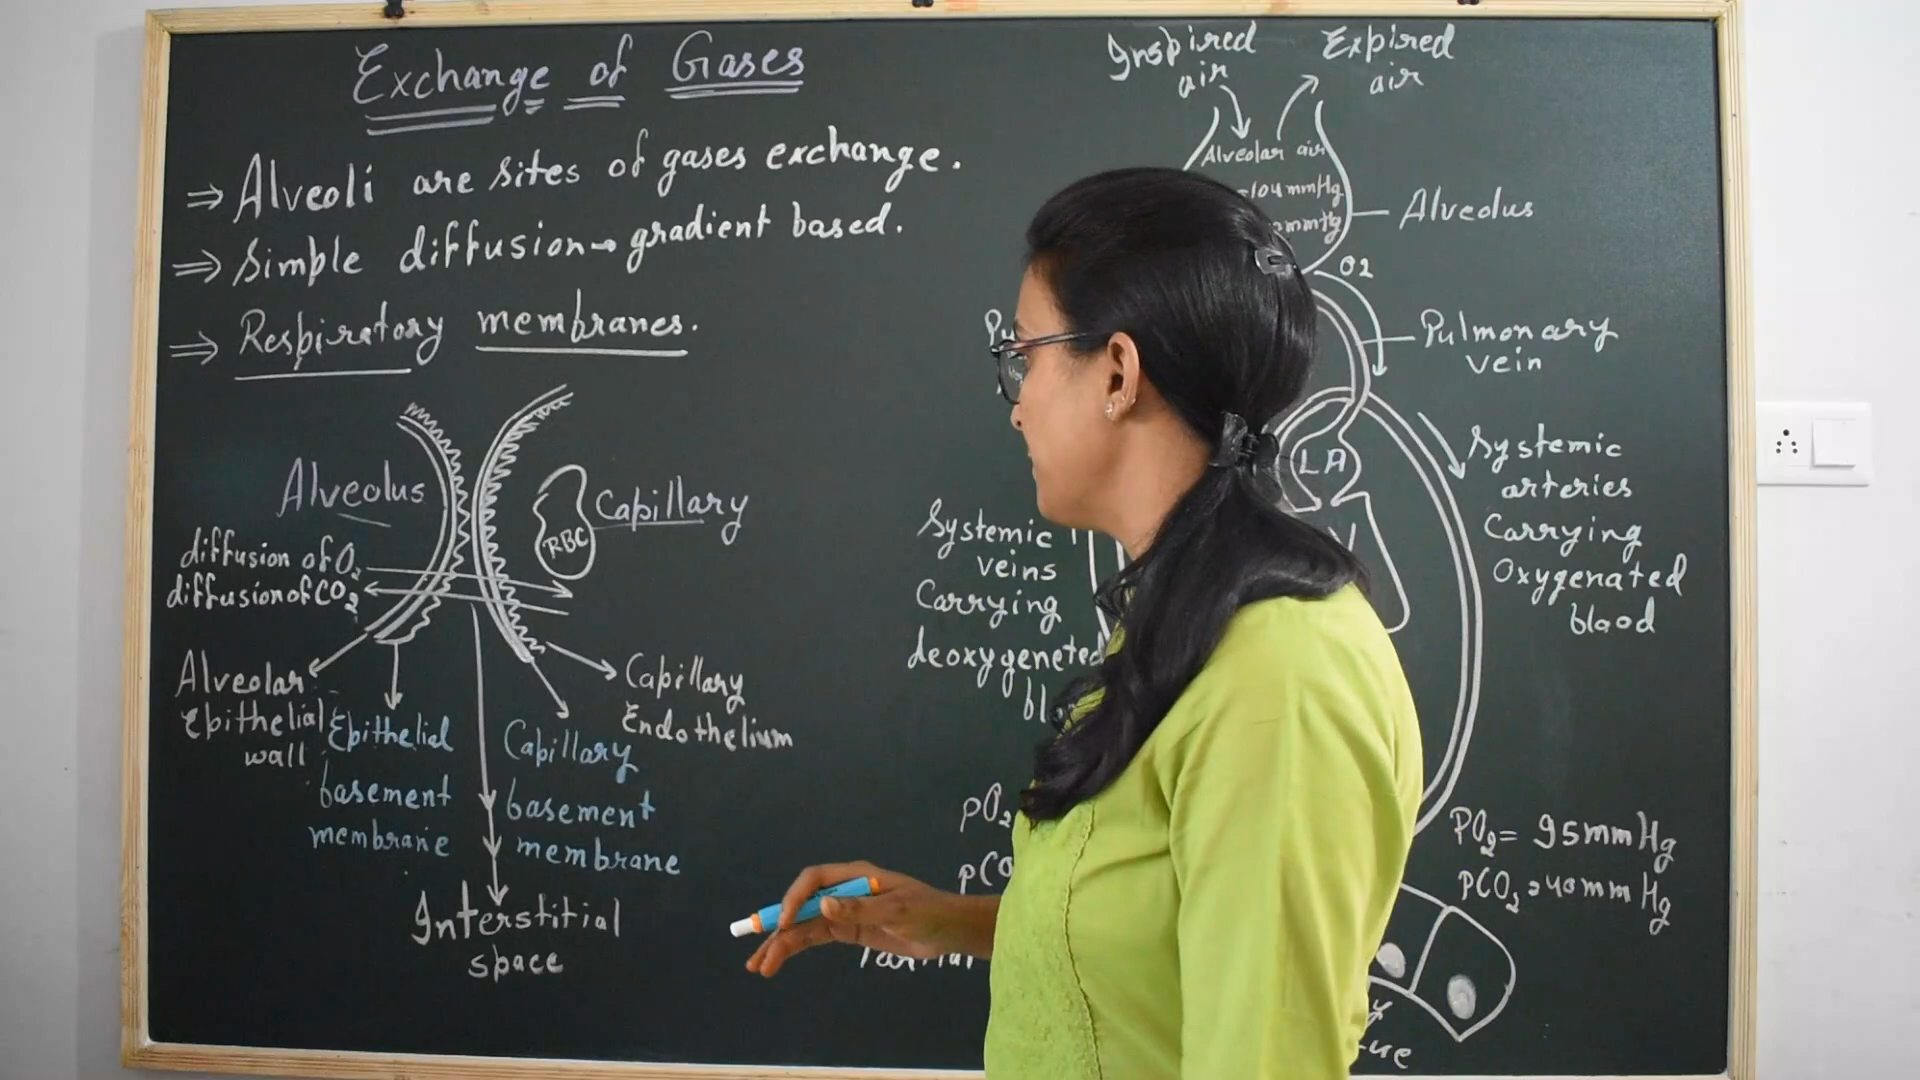 Exchange of Gases
⇒ Alveoli are sites of gases exchange.
⇒ Simple diffusion → gradient based.
⇒ Respiratory membranes.
Alveolus
RBC
Capillary
diffusion of O2
diffusion of CO2
Alveolar
Epithelial
wall
Epithelial
basement
membrane
Capillary
basement
membrane
Capillary
Endothelium
Interstitial
space
Inspired
air
Expired
air
Alveolar air
104 mmHg
mmHg
Alveolus
O2
Pulmonary
vein
LA
Systemic
arteries
Carrying
Oxygenated
blood
Systemic
veins
Carrying
deoxygeneted
pO2
PO2 = 95 mm Hg
PCO2 = 40 mm Hg